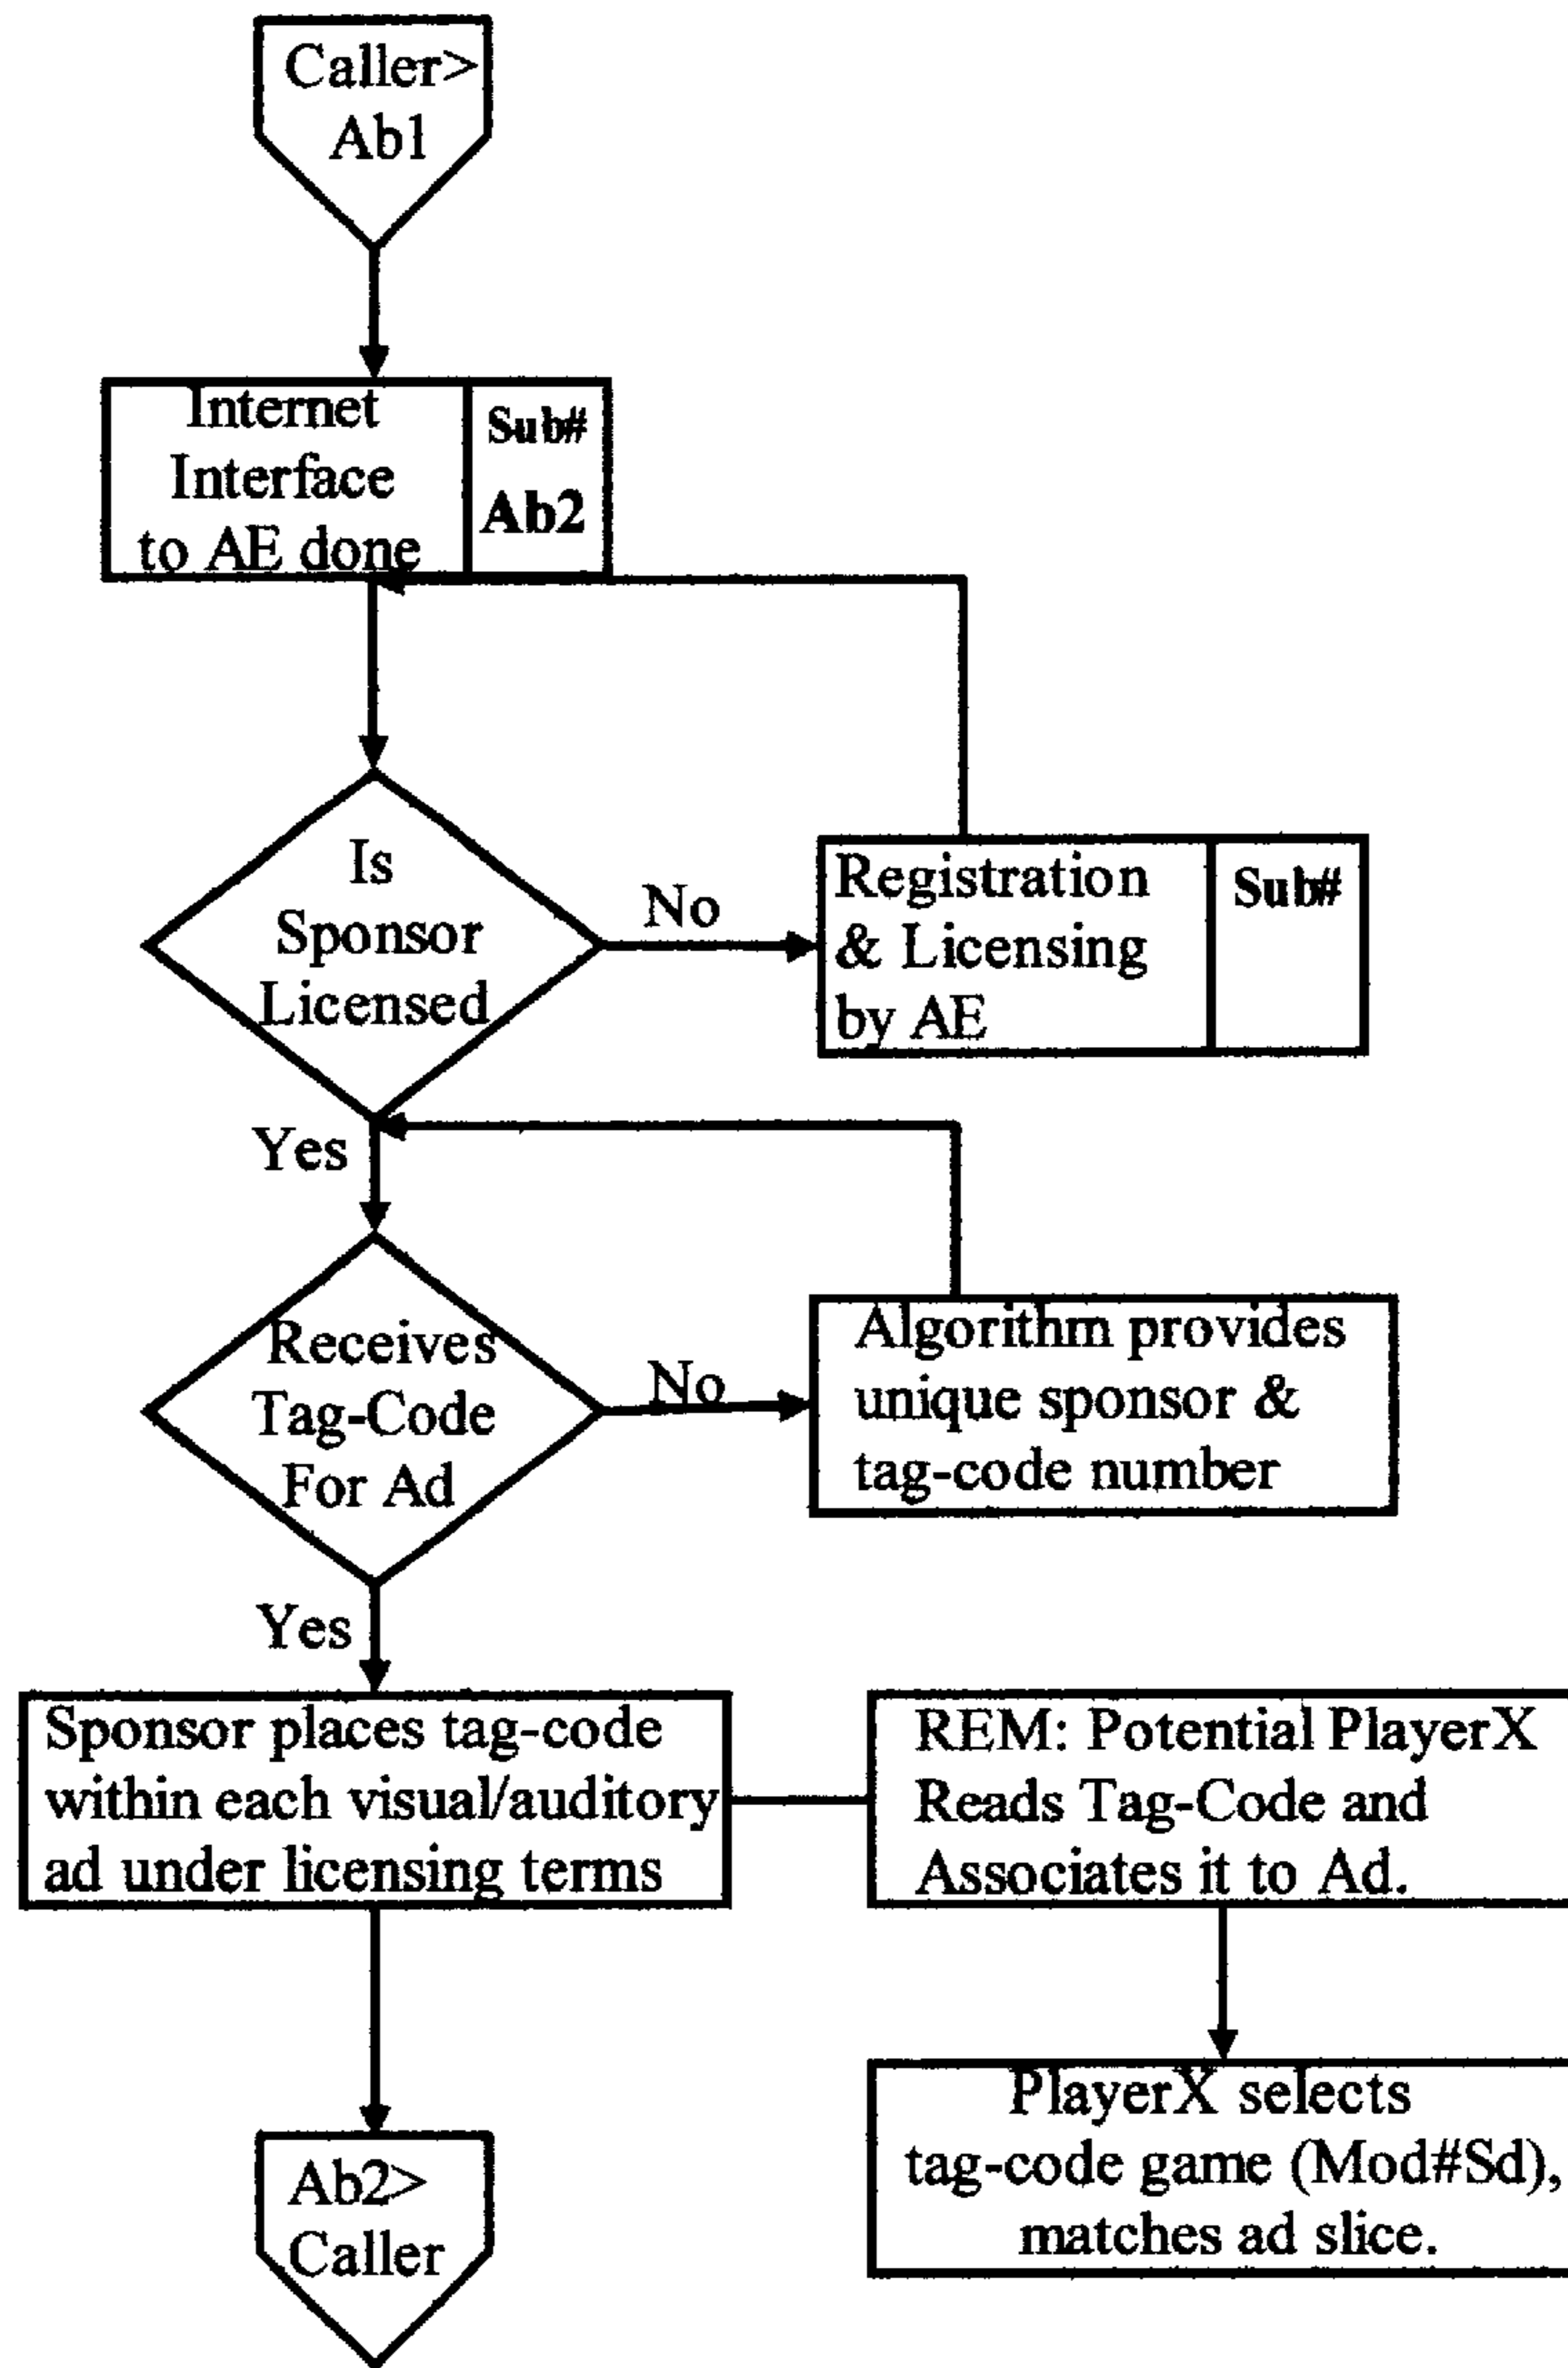 Caller>
Ab1
Internet
Interface
to AE done
Sub#
Ab2
Is
Sponsor
Licensed
No
Registration
& Licensing
by AE
Sub#
Yes
Receives
Tag-Code
For Ad
No
Algorithm provides
unique sponsor &
tag-code number
Yes
Sponsor places tag-code
within each visual/auditory
ad under licensing terms
REM: Potential PlayerX
Reads Tag-Code and
Associates it to Ad.
PlayerX selects
tag-code game (Mod#Sd),
matches ad slice.
Ab2>
Caller